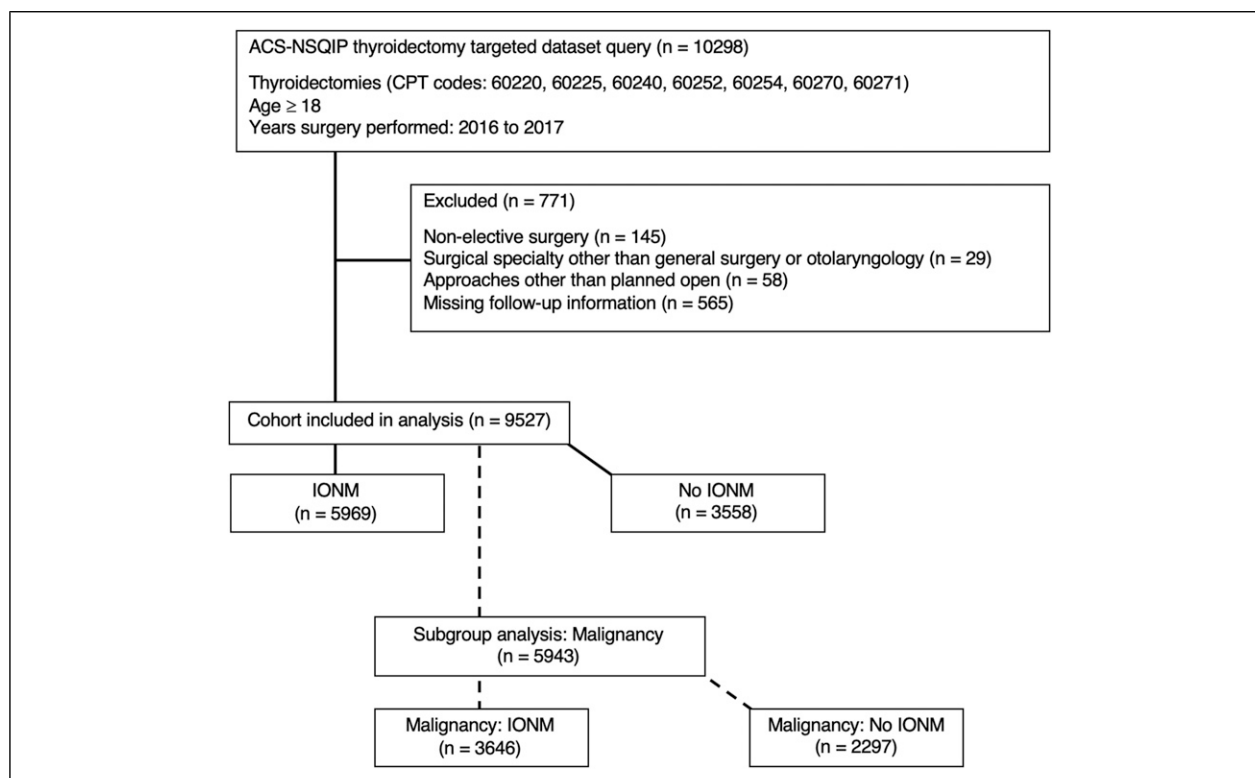 ACS-NSQIP thyroidectomy targeted dataset query (n = 10298)
Thyroidectomies (CPT codes: 60220, 60225, 60240, 60252, 60254, 60270, 60271)
Age ≥ 18
Years surgery performed: 2016 to 2017
Excluded (n = 771)
Non-elective surgery (n = 145)
Surgical specialty other than general surgery or otolaryngology (n = 29)
Approaches other than planned open (n = 58)
Missing follow-up information (n = 565)
Cohort included in analysis (n = 9527)
IONM
(n = 5969)
No IONM
(n = 3558)
Subgroup analysis: Malignancy
(n = 5943)
Malignancy: IONM
(n = 3646)
Malignancy: No IONM
(n = 2297)